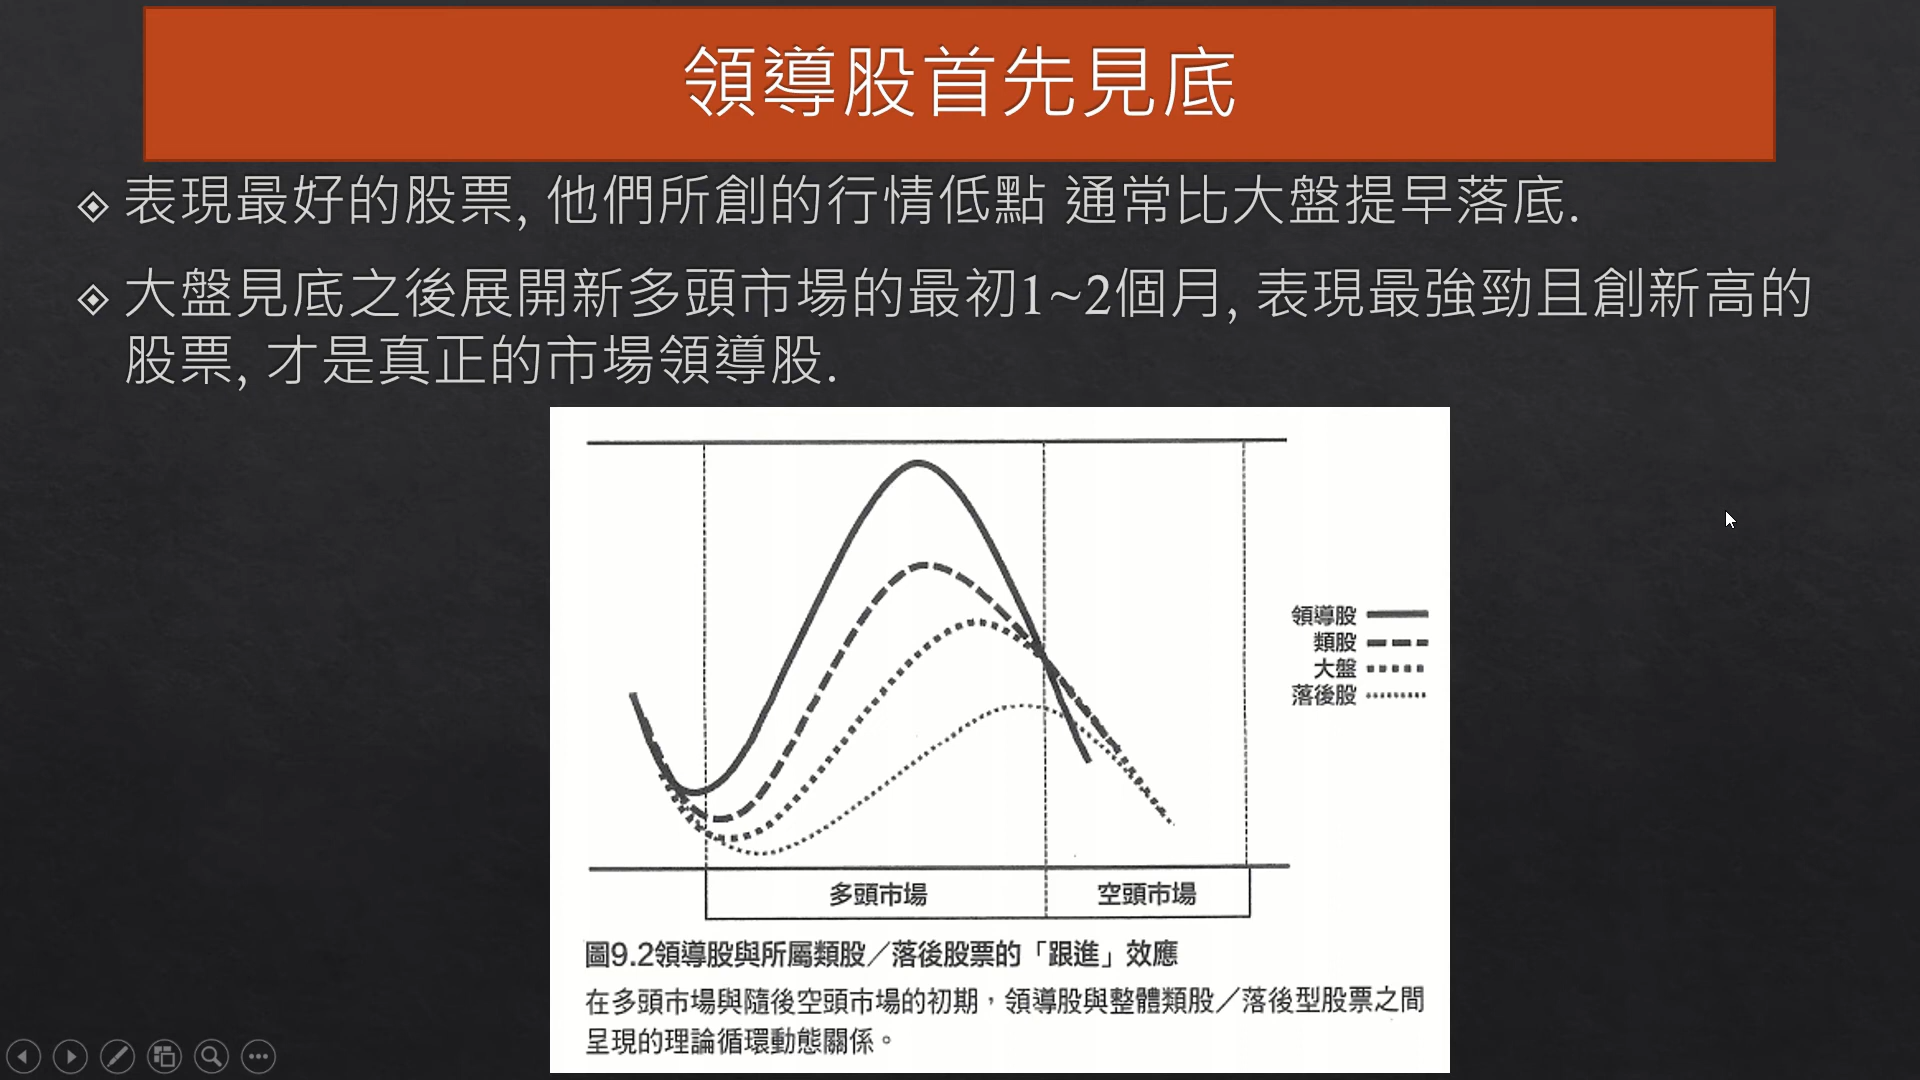 領導股首先見底
表現最好的股票, 他們所創的行情低點 通常比大盤提早落底.
大盤見底之後展開新多頭市場的最初1~2個月, 表現最強勁且創新高的
股票, 才是真正的市場領導股.
領導股
類股
大盤
落後股
多頭市場 空頭市場
圖9.2領導股與所屬類股／落後股票的「跟進」效應
在多頭市場與隨後空頭市場的初期，領導股與整體類股／落後型股票之間
呈現的理論循環動態關係。